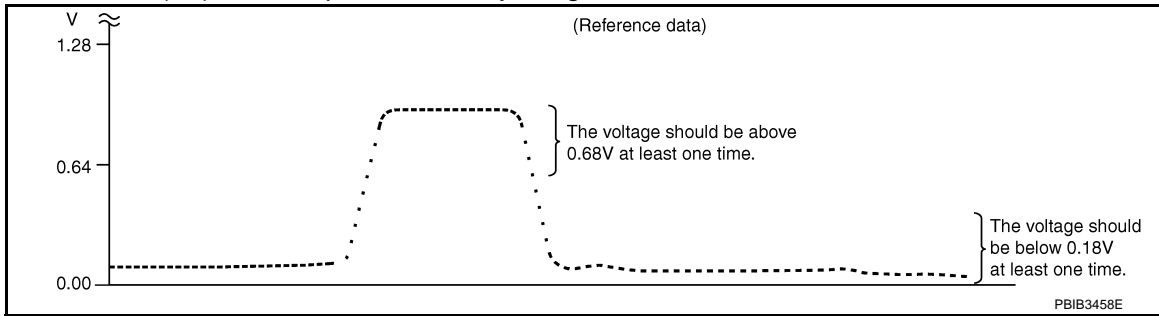 V
(Reference data)
1.28
The voltage should be above
0.68V at least one time.
0.64
The voltage should
be below 0.18V
at least one time.
0.00
PBIB3458E